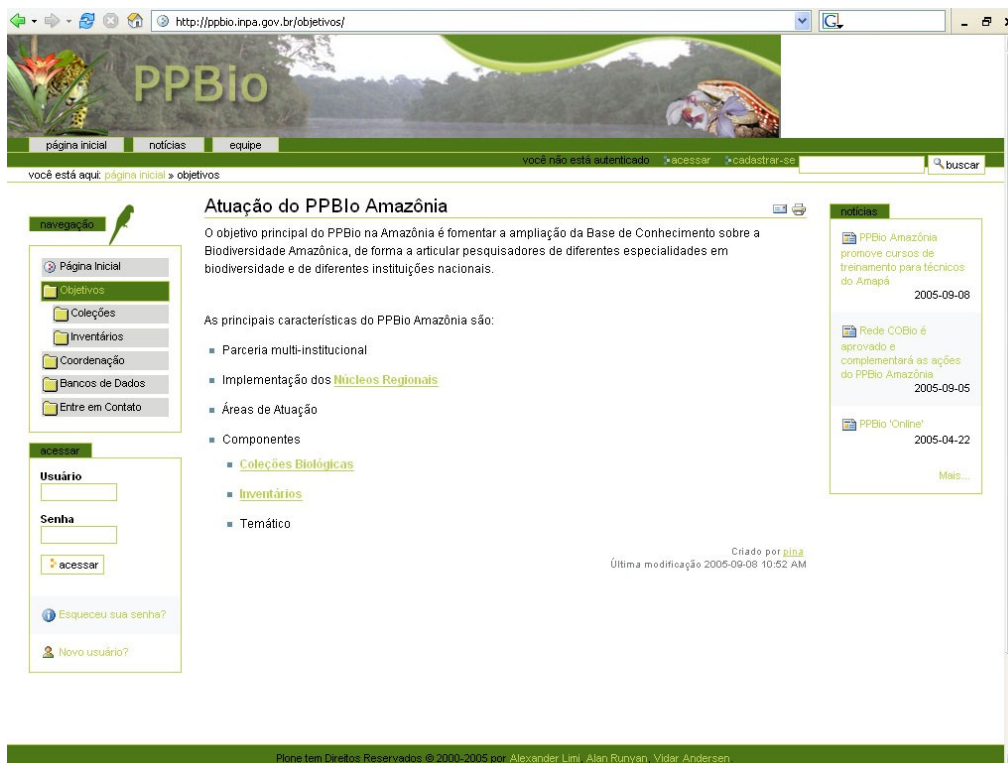 http://ppbio.inpa.gov.br/objetivos/
G
PPBio
página inicial notícias equipe
você não está autenticado acessar cadastrar-se buscar
você está aqui: página inicial » objetivos
navegação
Página Inicial
Objetivos
Coleções
Inventários
Coordenação
Bancos de Dados
Entre em Contato
acessar
Usuário
Senha
acessar
Esqueceu sua senha?
Novo usuário?
Atuação do PPBIo Amazônia
O objetivo principal do PPBio na Amazônia é fomentar a ampliação da Base de Conhecimento sobre a
Biodiversidade Amazônica, de forma a articular pesquisadores de diferentes especialidades em
biodiversidade e de diferentes instituições nacionais.
As principais características do PPBio Amazônia são:
Parceria multi-institucional
Implementação dos Núcleos Regionais
Áreas de Atuação
Componentes
Coleções Biológicas
Inventários
Temático
Criado por pina
Última modificação 2005-09-08 10:52 AM
notícias
PPBio Amazônia
promove cursos de
treinamento para técnicos
do Amapá
2005-09-08
Rede COBio é
aprovado e
complementará as ações
do PPBio Amazônia
2005-09-05
PPBio 'Online'
2005-04-22
Mais...
Plone tem Direitos Reservados © 2000-2005 por Alexander Limi, Alan Runyan, Vidar Andersen.